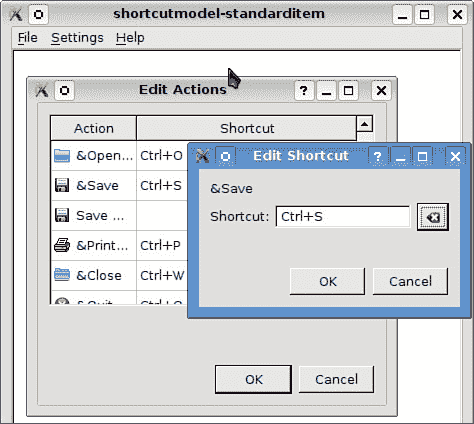 shortcutmodel-standarditem
File Settings Help
Edit Actions
Action Shortcut
&Open... Ctrl+O
&Save Ctrl+S
Save ...
&Print... Ctrl+P
&Close Ctrl+W
Edit Shortcut
&Save
Shortcut: Ctrl+S
OK Cancel
OK Cancel